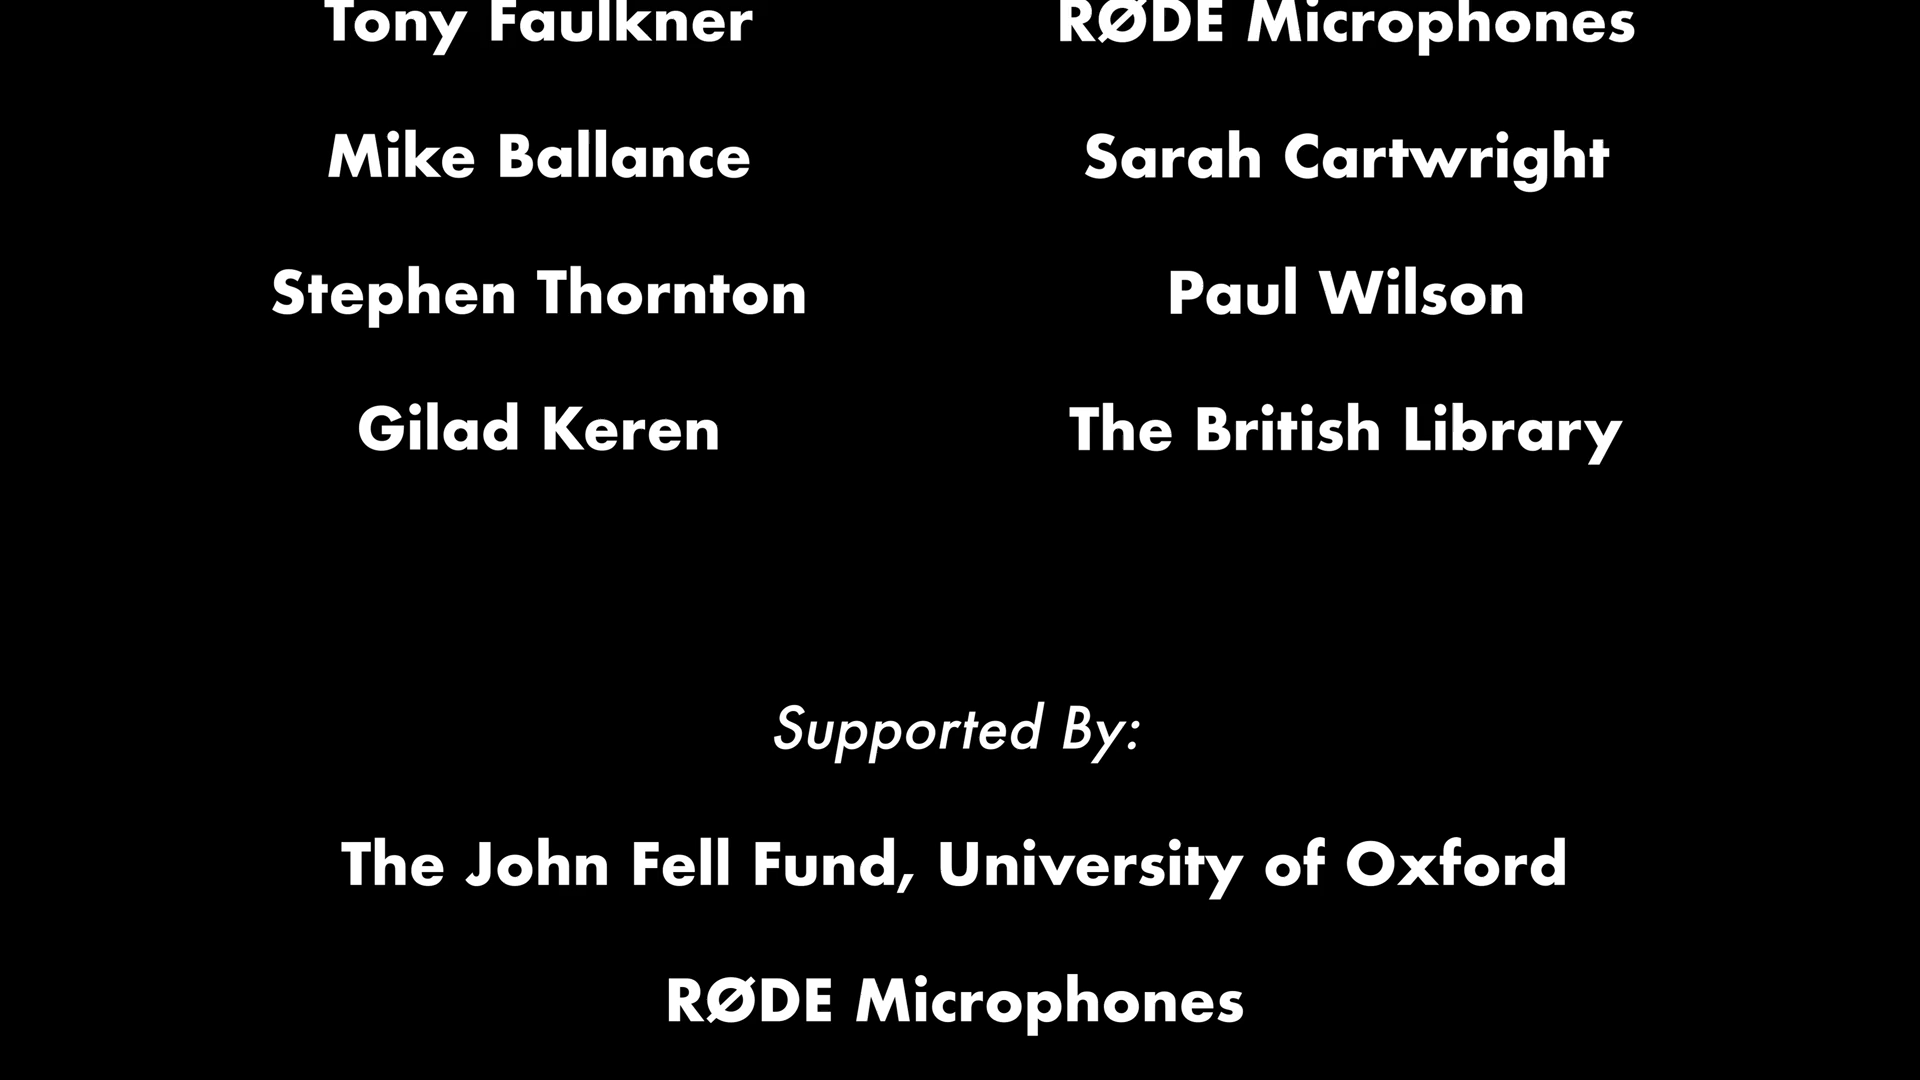 Tony Faulkner
RØDE Microphones
Mike Ballance
Sarah Cartwright
Stephen Thornton
Paul Wilson
Gilad Keren
The British Library
Supported By:
The John Fell Fund, University of Oxford
RØDE Microphones